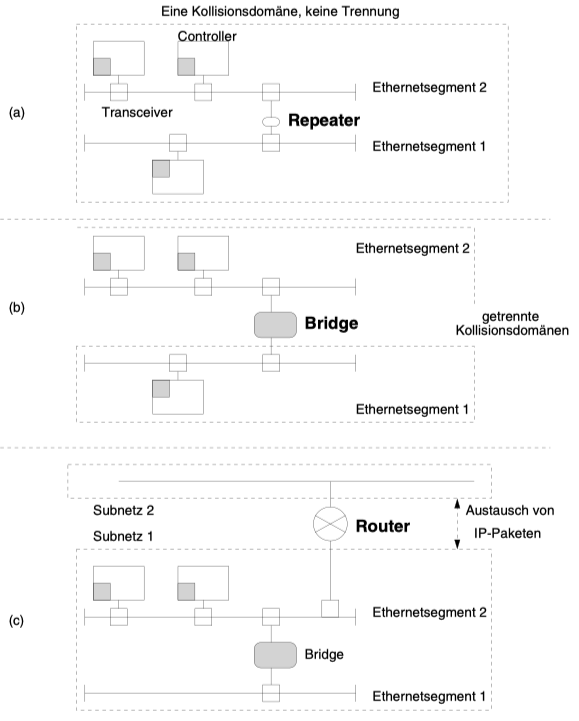 Eine Kollisionsdomäne, keine Trennung
Controller
Ethernetsegment 2
(a)
Transceiver
Repeater
Ethernetsegment 1
Ethernetsegment 2
(b)
getrennte
Kollisionsdomänen
Bridge
Ethernetsegment 1
Subnetz 2
Austausch von
Router
IP-Paketen
Subnetz 1
Ethernetsegment 2
(c)
Bridge
Ethernetsegment 1